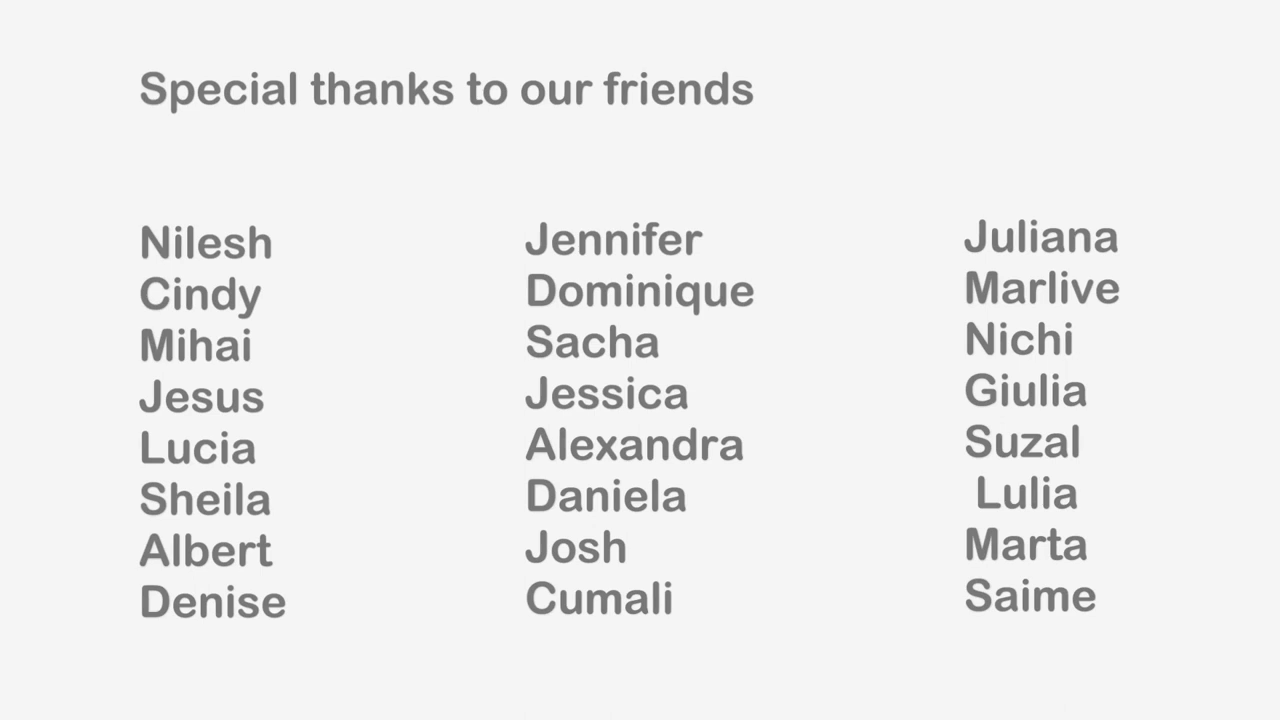 Special thanks to our friends
Nilesh
Cindy
Mihai
Jesus
Lucia
Sheila
Albert
Denise
Jennifer
Dominique
Sacha
Jessica
Alexandra
Daniela
Josh
Cumali
Juliana
Marlive
Nichi
Giulia
Suzal
Lulia
Marta
Saime